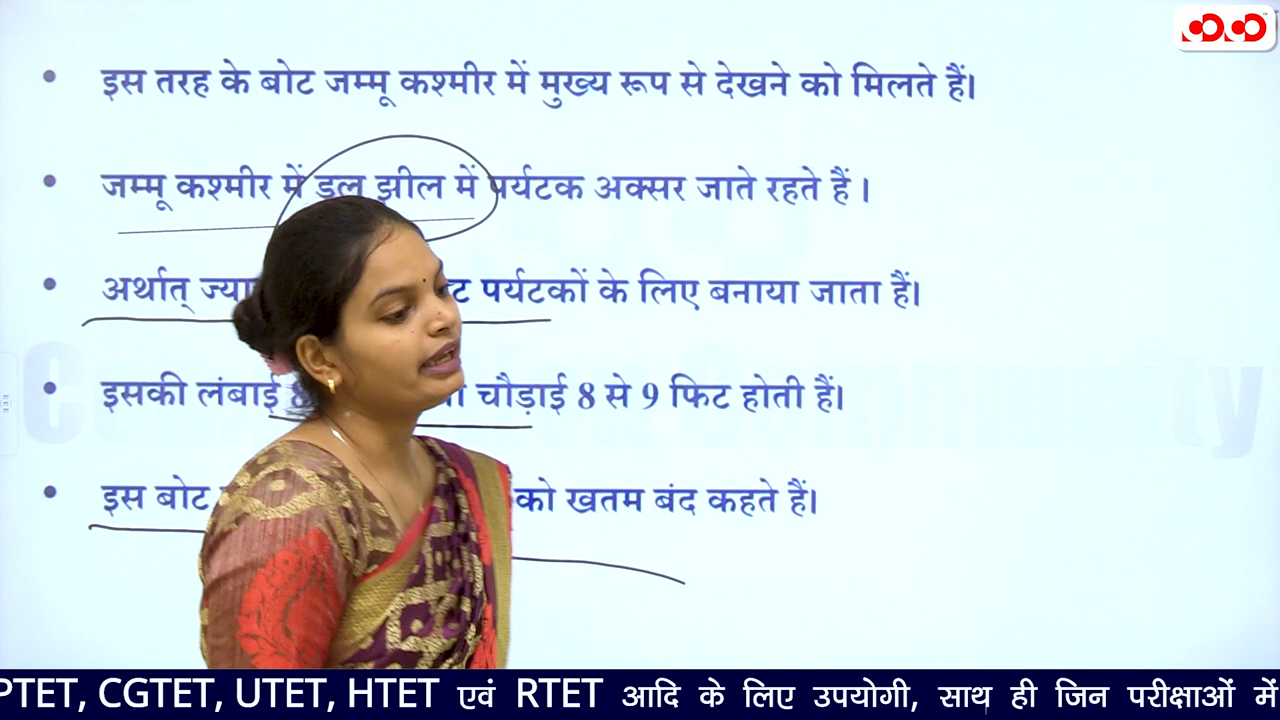 इस तरह के बोट जम्मू कश्मीर में मुख्य रूप से देखने को मिलते हैं।
जम्मू कश्मीर में डल झील में पर्यटक अक्सर जाते रहते हैं ।
अर्थात् पर्यटकों के लिए बनाया जाता हैं।
इसकी लंबाई चौड़ाई 8 से 9 फिट होती हैं।
इस बोट को खतम बंद कहते हैं।
PTET, CGTET, UTET, HTET एवं RTET आदि के लिए उपयोगी, साथ ही जिन परीक्षाओं में